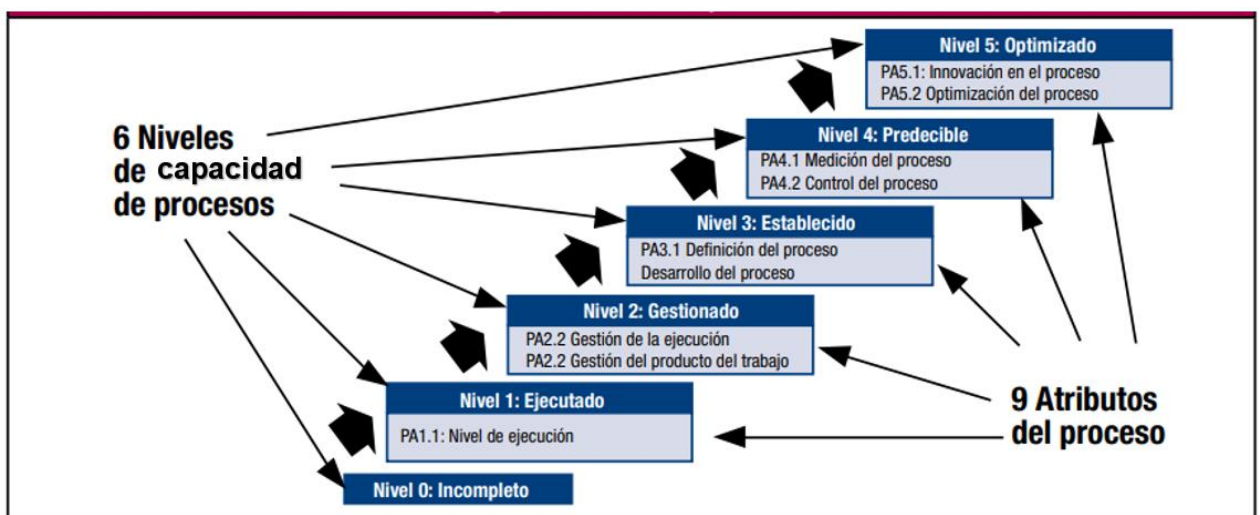 6 Niveles
de capacidad
de procesos
Nivel 5: Optimizado
PA5.1: Innovación en el proceso
PA5.2 Optimización del proceso
Nivel 4: Predecible
PA4.1 Medición del proceso
PA4.2 Control del proceso
Nivel 3: Establecido
PA3.1 Definición del proceso
Desarrollo del proceso
Nivel 2: Gestionado
PA2.2 Gestión de la ejecución
PA2.2 Gestión del producto del trabajo
Nivel 1: Ejecutado
PA1.1: Nivel de ejecución
Nivel 0: Incompleto
9 Atributos
del proceso